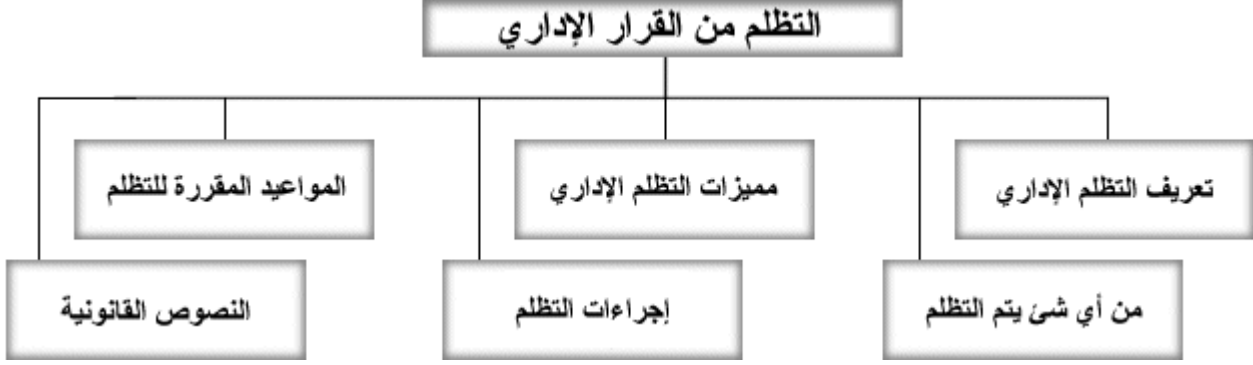 التظلم من القرار الإداري
تعريف التظلم الإداري
مميزات التظلم الإداري
المواعيد المقررة للتظلم
من أي شئ يتم التظلم
إجراءات التظلم
النصوص القانونية